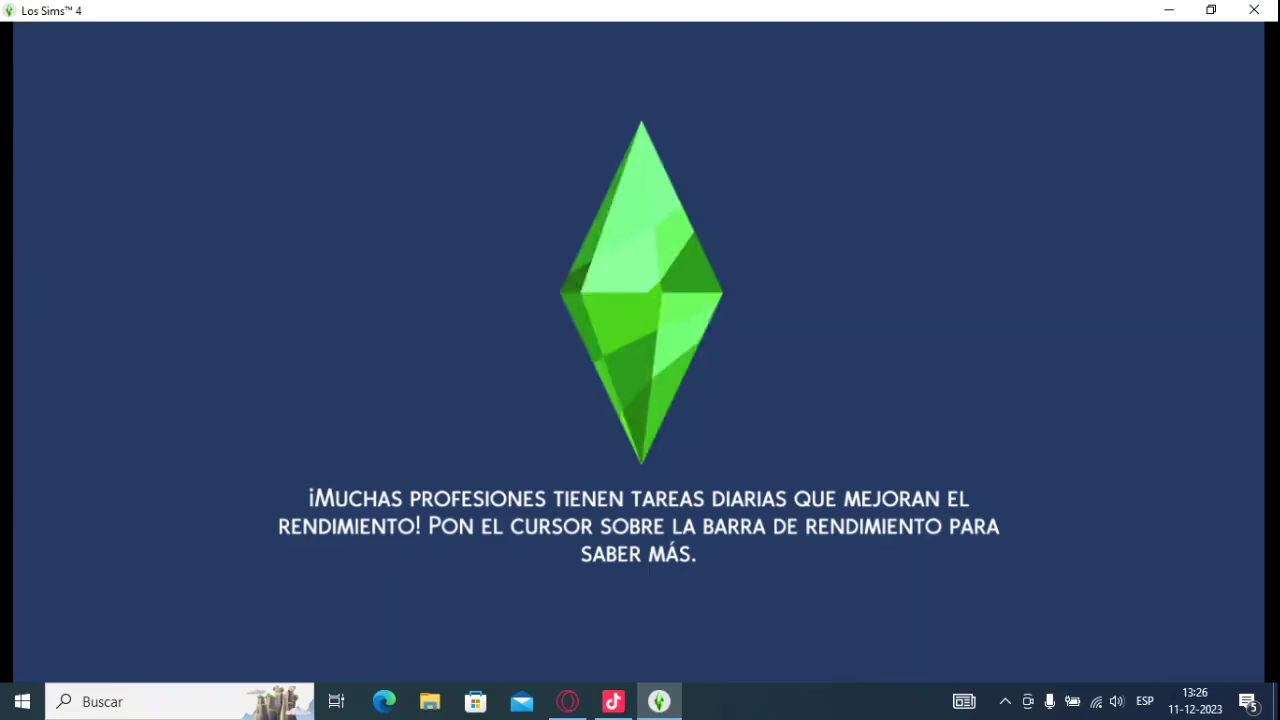 Los Sims™ 4
¡MUCHAS PROFESIONES TIENEN TAREAS DIARIAS QUE MEJORAN EL
RENDIMIENTO! PON EL CURSOR SOBRE LA BARRA DE RENDIMIENTO PARA
SABER MÁS.
Buscar
ESP
13:26
11-12-2023
5